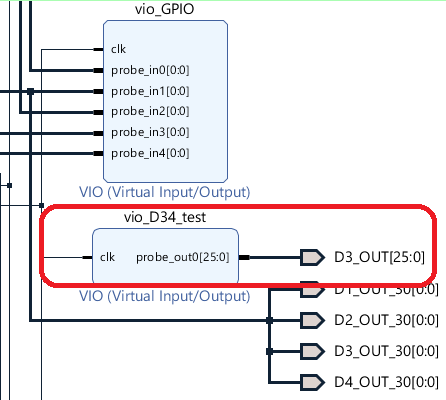 vio_GPIO
clk
probe_in0[0:0]
probe_in1[0:0]
probe_in2[0:0]
probe_in3[0:0]
probe_in4[0:0]
VIO (Virtual Input/Output)
vio_D34_test
clk probe_out0[25:0] D3_OUT[25:0]
VIO (Virtual Input/Output)
D1_OUT_30[0:0]
D2_OUT_30[0:0]
D3_OUT_30[0:0]
D4_OUT_30[0:0]